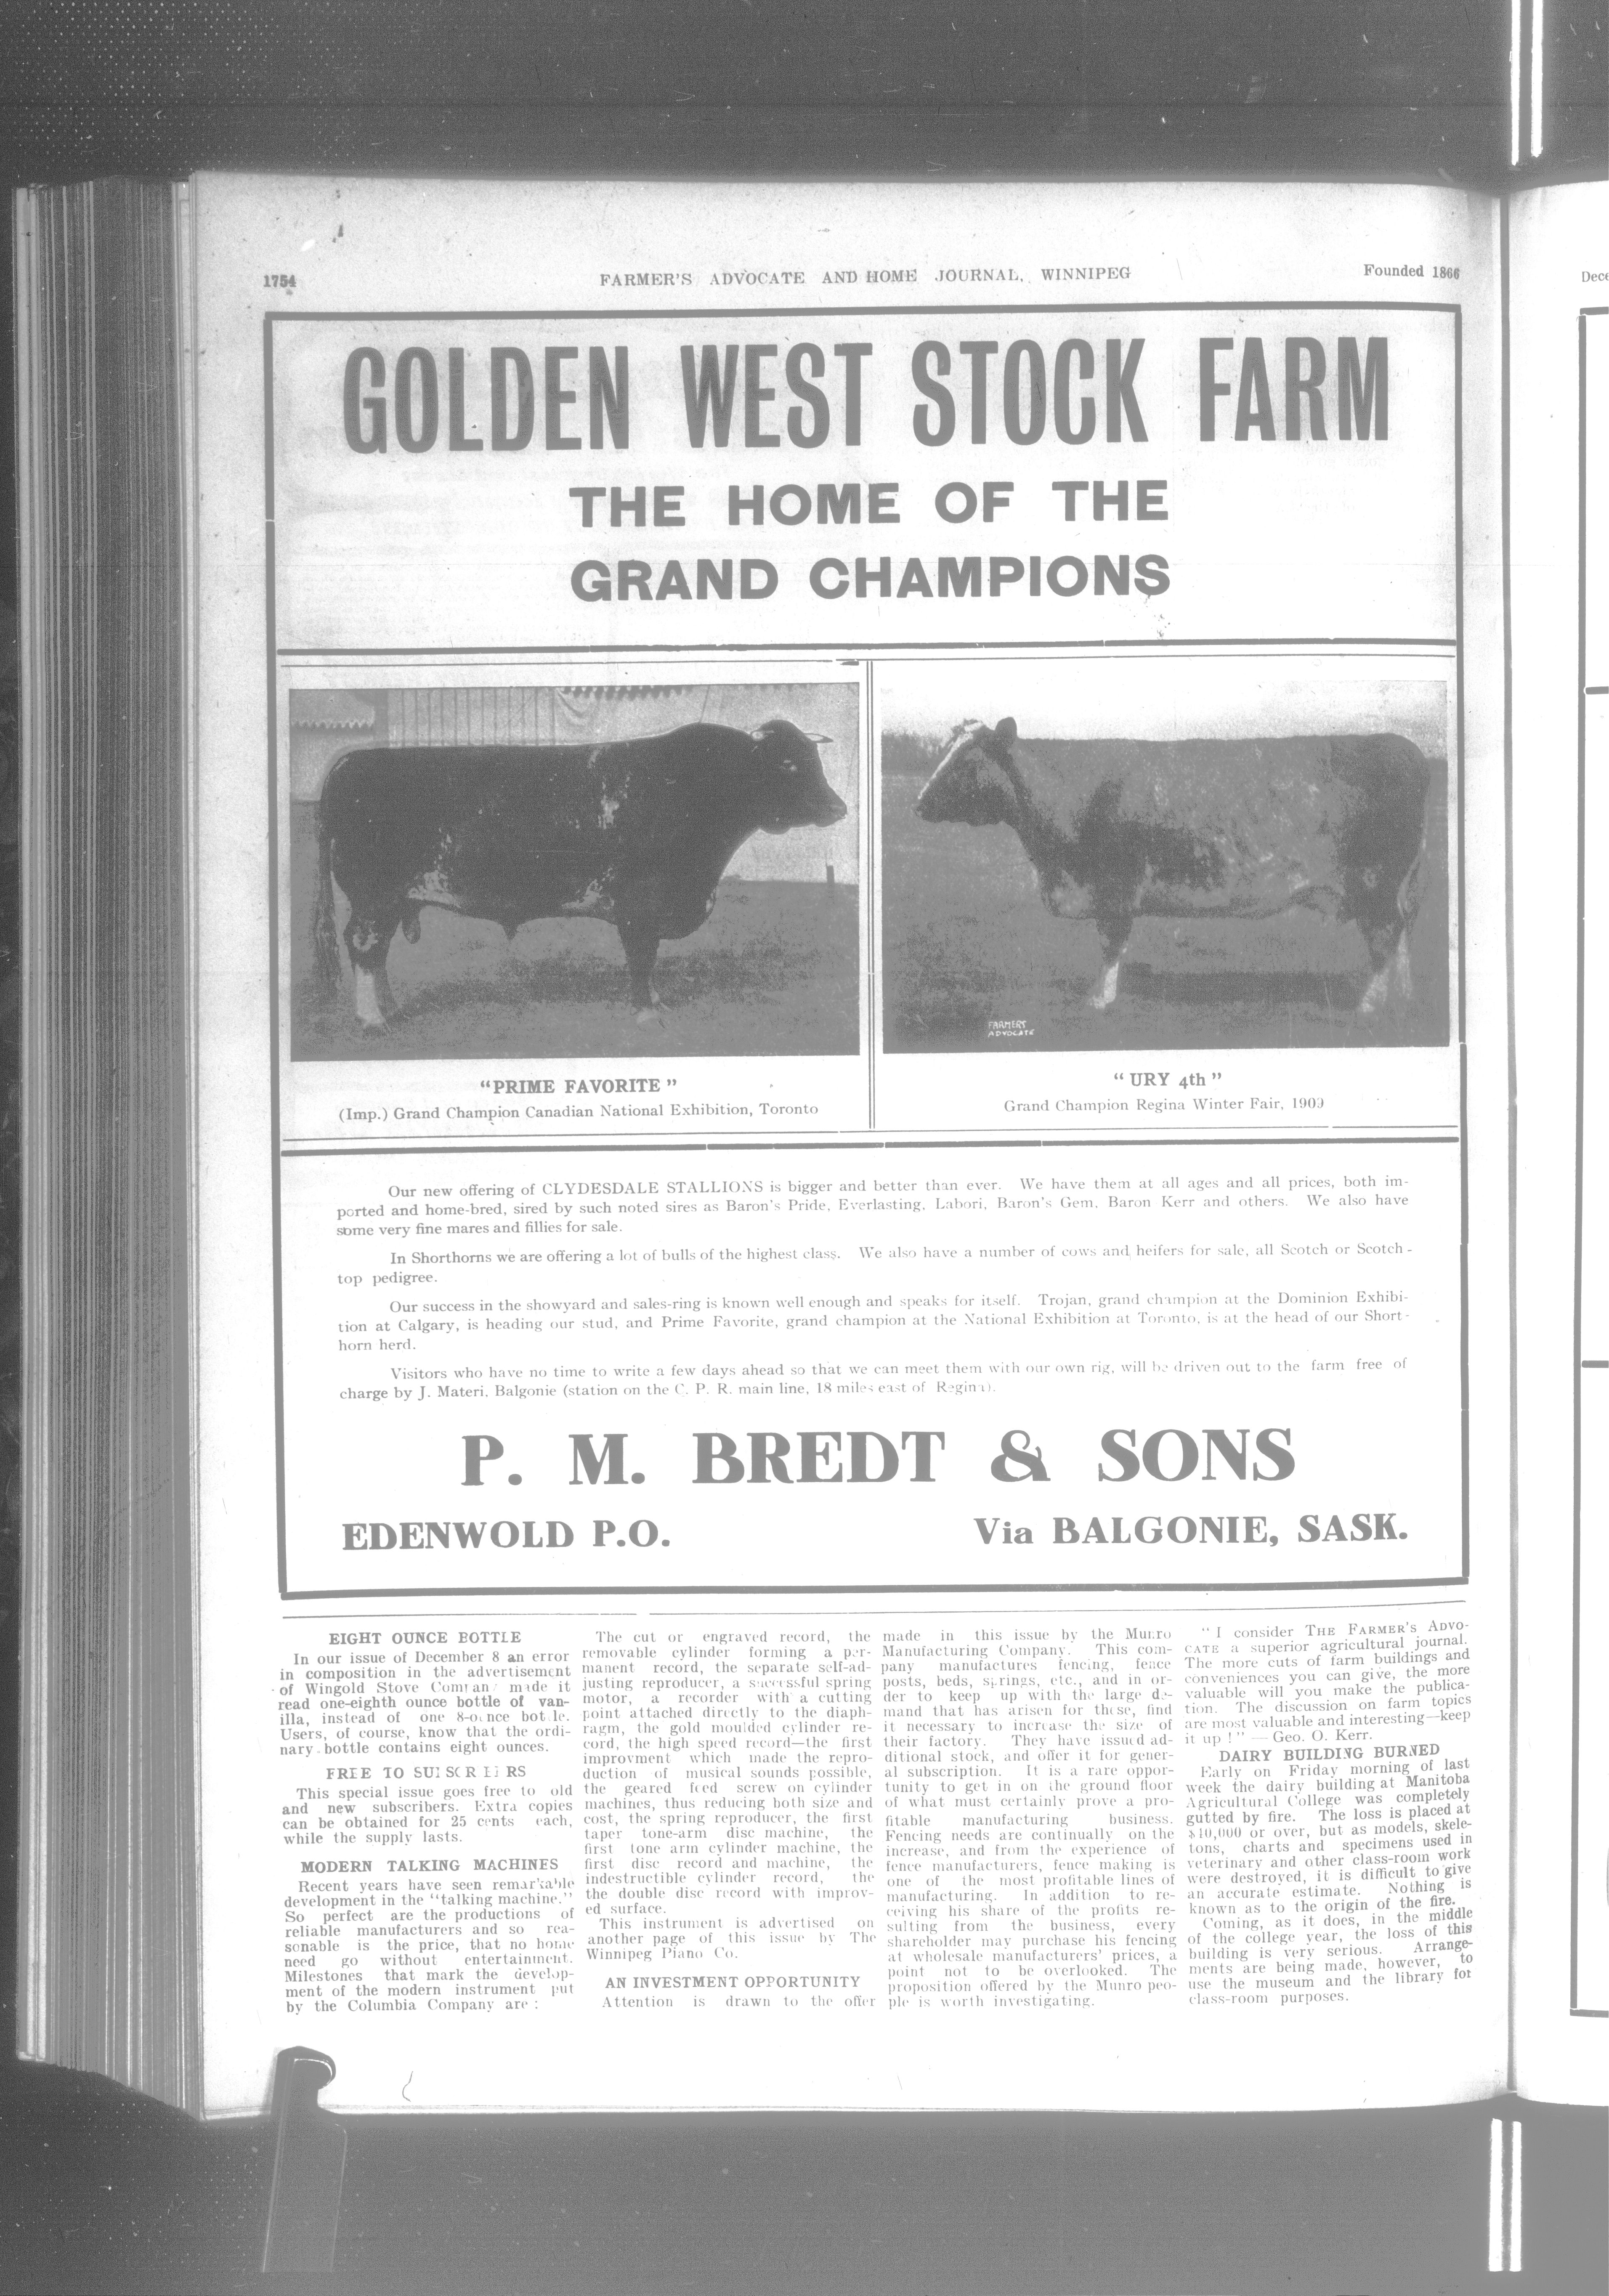 1754
FARMER'S ADVOCATE AND HOME JOURNAL, WINNIPEG
Founded 1866
GOLDEN WEST STOCK FARM
THE HOME OF THE
GRAND CHAMPIONS
FARMERS
ADVOCATE
"PRIME FAVORITE"
(Imp.) Grand Champion Canadian National Exhibition, Toronto
"URY 4th"
Grand Champion Regina Winter Fair, 1909
Our new offering of CLYDESDALE STALLIONS is bigger and better than ever. We have them at all ages and all prices, both im-
ported and home-bred, sired by such noted sires as Baron's Pride, Everlasting, Labori, Baron's Gem, Baron Kerr and others. We also have
some very fine mares and fillies for sale.
In Shorthorns we are offering a lot of bulls of the highest class. We also have a number of cows and heifers for sale, all Scotch or Scotch-
top pedigree.
Our success in the showyard and sales-ring is known well enough and speaks for itself. Trojan, grand champion at the Dominion Exhibi-
tion at Calgary, is heading our stud, and Prime Favorite, grand champion at the National Exhibition at Toronto, is at the head of our Short-
horn herd.
Visitors who have no time to write a few days ahead so that we can meet them with our own rig, will be driven out to the farm free of
charge by J. Materi, Balgonie (station on the C. P. R. main line, 18 miles east of Regina).
P. M. BREDT & SONS
EDENWOLD P.O.
Via BALGONIE, SASK.
EIGHT OUNCE BOTTLE
In our issue of December 8 an error
in composition in the advertisement
of Wingold Stove Company made it
read one-eighth ounce bottle of van-
illa, instead of one 8-ounce bottle.
Users, of course, know that the ordi-
nary bottle contains eight ounces.
FREE TO SUBSCRIBERS
This special issue goes free to old
and new subscribers. Extra copies
can be obtained for 25 cents each,
while the supply lasts.
MODERN TALKING MACHINES
Recent years have seen remarkable
development in the "talking machine."
So perfect are the productions of
reliable manufacturers and so rea-
sonable is the price, that no home
need go without entertainment.
Milestones that mark the develop-
ment of the modern instrument put
by the Columbia Company are :
The cut or engraved record, the
removable cylinder forming a per-
manent record, the separate self-ad-
justing reproducer, a successful spring
motor, a recorder with a cutting
point attached directly to the diaph-
ragm, the gold moulded cylinder re-
cord, the high speed record—the first
improvment which made the repro-
duction of musical sounds possible,
the geared feed screw on cylinder
machines, thus reducing both size and
cost, the spring reproducer, the first
taper tone-arm disc machine, the
first tone arm cylinder machine, the
first disc record and machine, the
indestructible cylinder record, the
the double disc record with improv-
ed surface.
This instrument is advertised on
another page of this issue by The
Winnipeg Piano Co.
AN INVESTMENT OPPORTUNITY
Attention is drawn to the offer
made in this issue by the Munro
Manufacturing Company. This com-
pany manufactures fencing, fence
posts, beds, springs, etc., and in or-
der to keep up with the large de-
mand that has arisen for these, find
it necessary to increase the size of
their factory. They have issued ad-
ditional stock, and offer it for gener-
al subscription. It is a rare oppor-
tunity to get in on the ground floor
of what must certainly prove a pro-
fitable manufacturing business.
Fencing needs are continually on the
increase, and from the experience of
fence manufacturers, fence making is
one of the most profitable lines of
manufacturing. In addition to re-
ceiving his share of the profits re-
sulting from the business, every
shareholder may purchase his fencing
at wholesale manufacturers' prices, a
point not to be overlooked. The
proposition offered by the Munro peo-
ple is worth investigating.
"I consider THE FARMER'S ADVO-
CATE a superior agricultural journal.
The more cuts of farm buildings and
conveniences you can give, the more
valuable will you make the publica-
tion. The discussion on farm topics
are most valuable and interesting—keep
it up !" — Geo. O. Kerr.
DAIRY BUILDING BURNED
Early on Friday morning of last
week the dairy building at Manitoba
Agricultural College was completely
gutted by fire. The loss is placed at
$10,000 or over, but as models, skele-
tons, charts and specimens used in
veterinary and other class-room work
were destroyed, it is difficult to give
an accurate estimate. Nothing is
known as to the origin of the fire.
Coming, as it does, in the middle
of the college year, the loss of this
building is very serious. Arrange-
ments are being made, however, to
use the museum and the library for
class-room purposes.
Dece